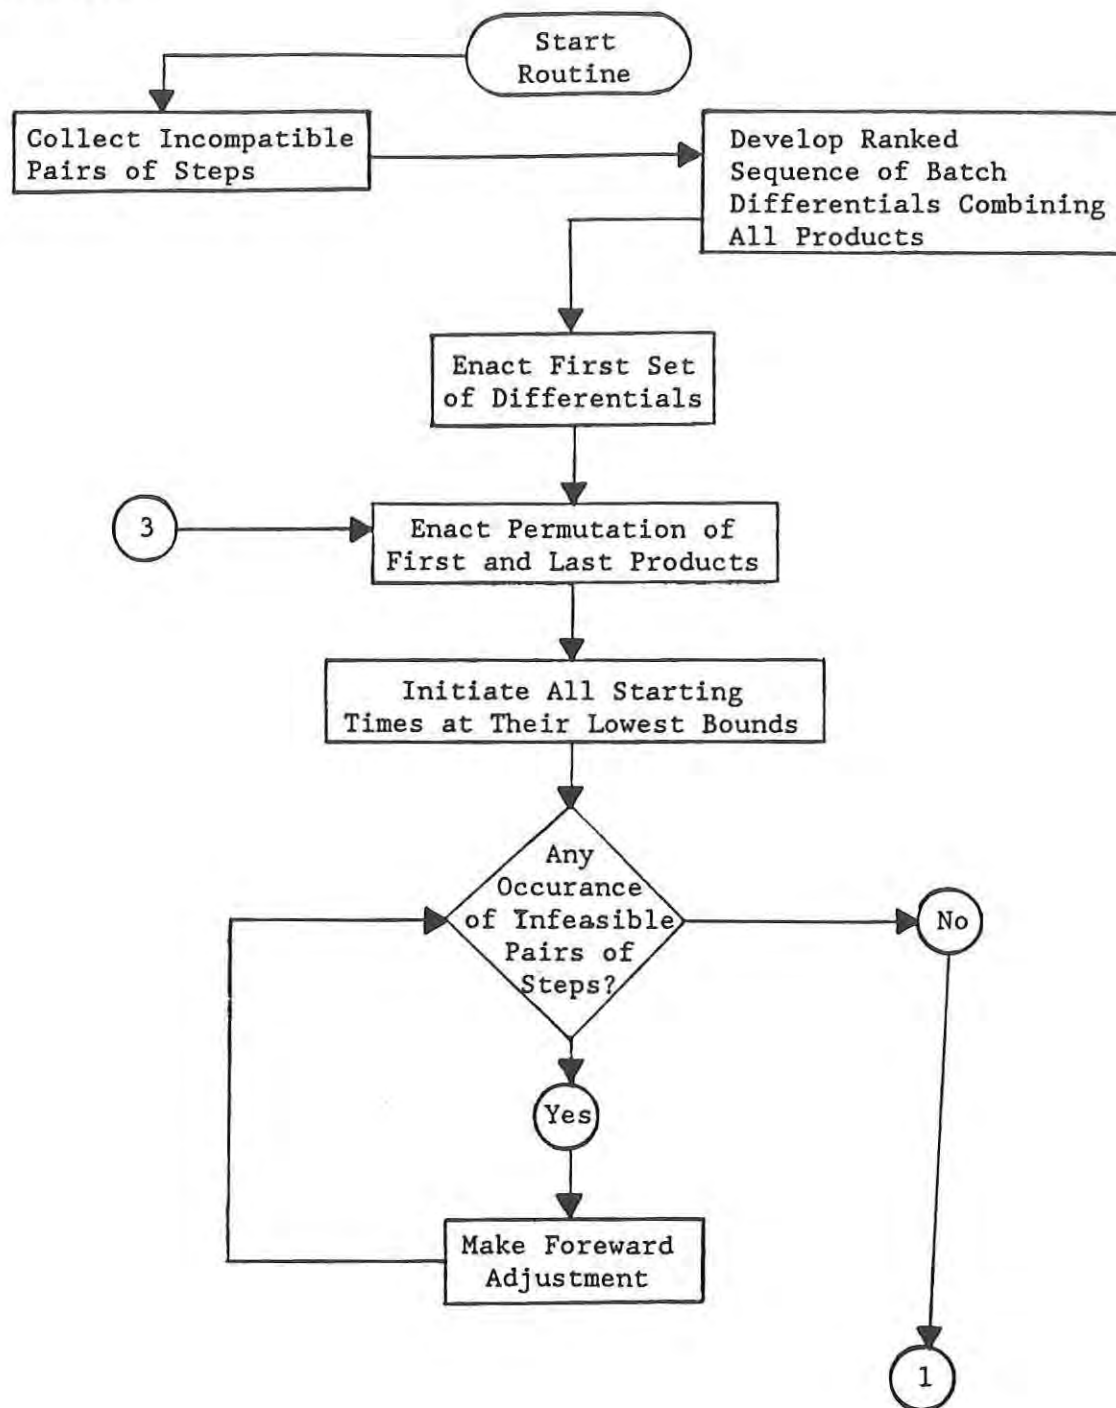 Start
Routine
Collect Incompatible
Pairs of Steps
Develop Ranked
Sequence of Batch
Differentials Combining
All Products
Enact First Set
of Differentials
3
Enact Permutation of
First and Last Products
Initiate All Starting
Times at Their Lowest Bounds
Any
Occurance
of Infeasible
Pairs of
Steps?
No
Yes
Make Foreward
Adjustment
1